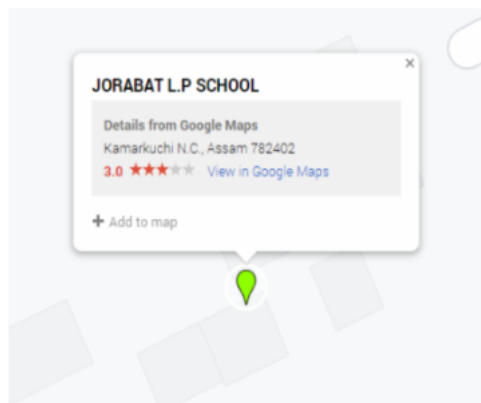 JORABAT L.P SCHOOL
Details from Google Maps
Kamarkuchi N.C., Assam 782402
3.0 ★★★★★ View in Google Maps
+ Add to map